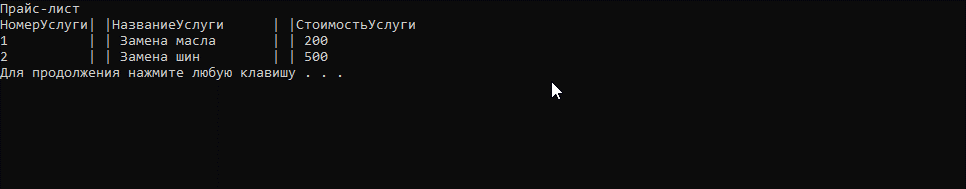 Прайс-лист
НомерУслуги| |НазваниеУслуги      | |СтоимостьУслуги
1          | | Замена масла       | | 200
2          | | Замена шин         | | 500
Для продолжения нажмите любую клавишу . . .